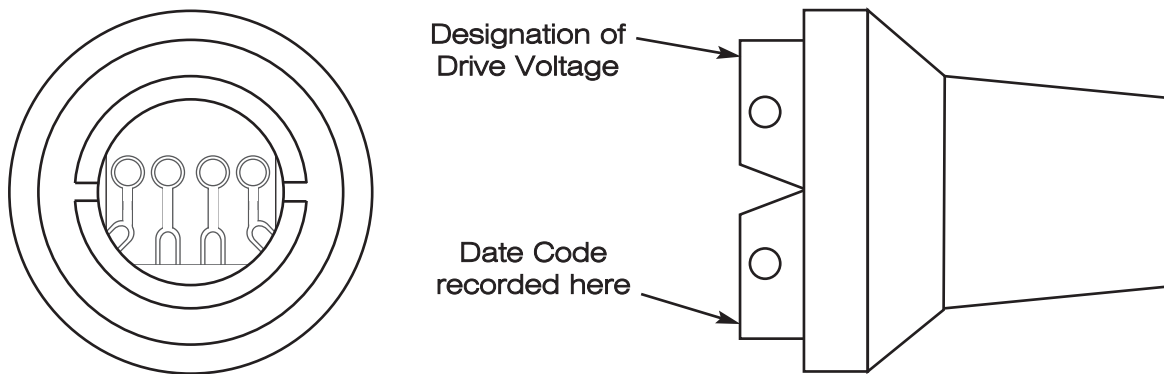 Designation of
Drive Voltage
Date Code
recorded here